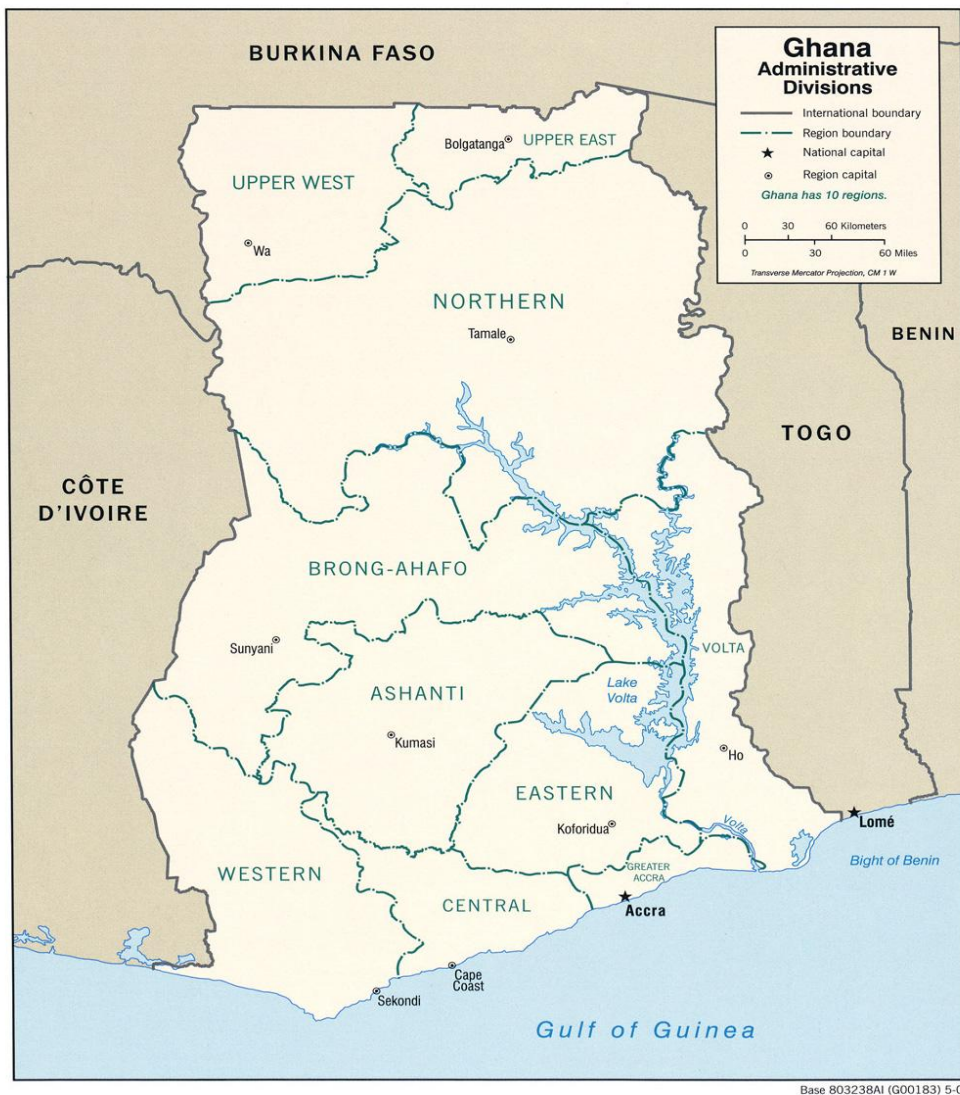 BURKINA FASO
Ghana
Administrative
Divisions
International boundary
Region boundary
National capital
Region capital
Ghana has 10 regions.
0 30 60 Kilometers
0 30 60 Miles
Transverse Mercator Projection, CM 1 W
Bolgatanga
UPPER EAST
UPPER WEST
Wa
NORTHERN
Tamale
BENIN
TOGO
CÔTE
D'IVOIRE
BRONG-AHAFO
Sunyani
VOLTA
Lake
Volta
ASHANTI
Kumasi
Ho
EASTERN
Koforidua
Volta
Lomé
Bight of Benin
WESTERN
GREATER
ACCRA
CENTRAL
Accra
Cape
Coast
Sekondi
Gulf of Guinea
Base 803238AI (G00183) 5-0